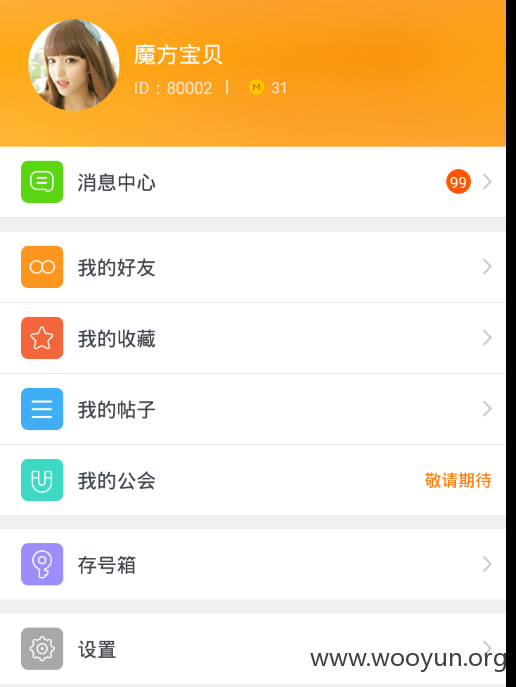 魔方宝贝
ID：80002 | M 31
消息中心 99
我的好友
我的收藏
我的帖子
我的公会 敬请期待
存号箱
设置
www.wooyun.org